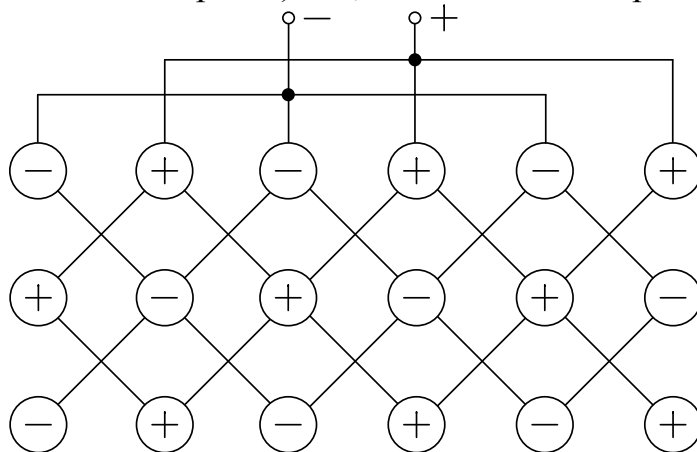 − +
− + − + − +
+ − + − + −
− + − + − +